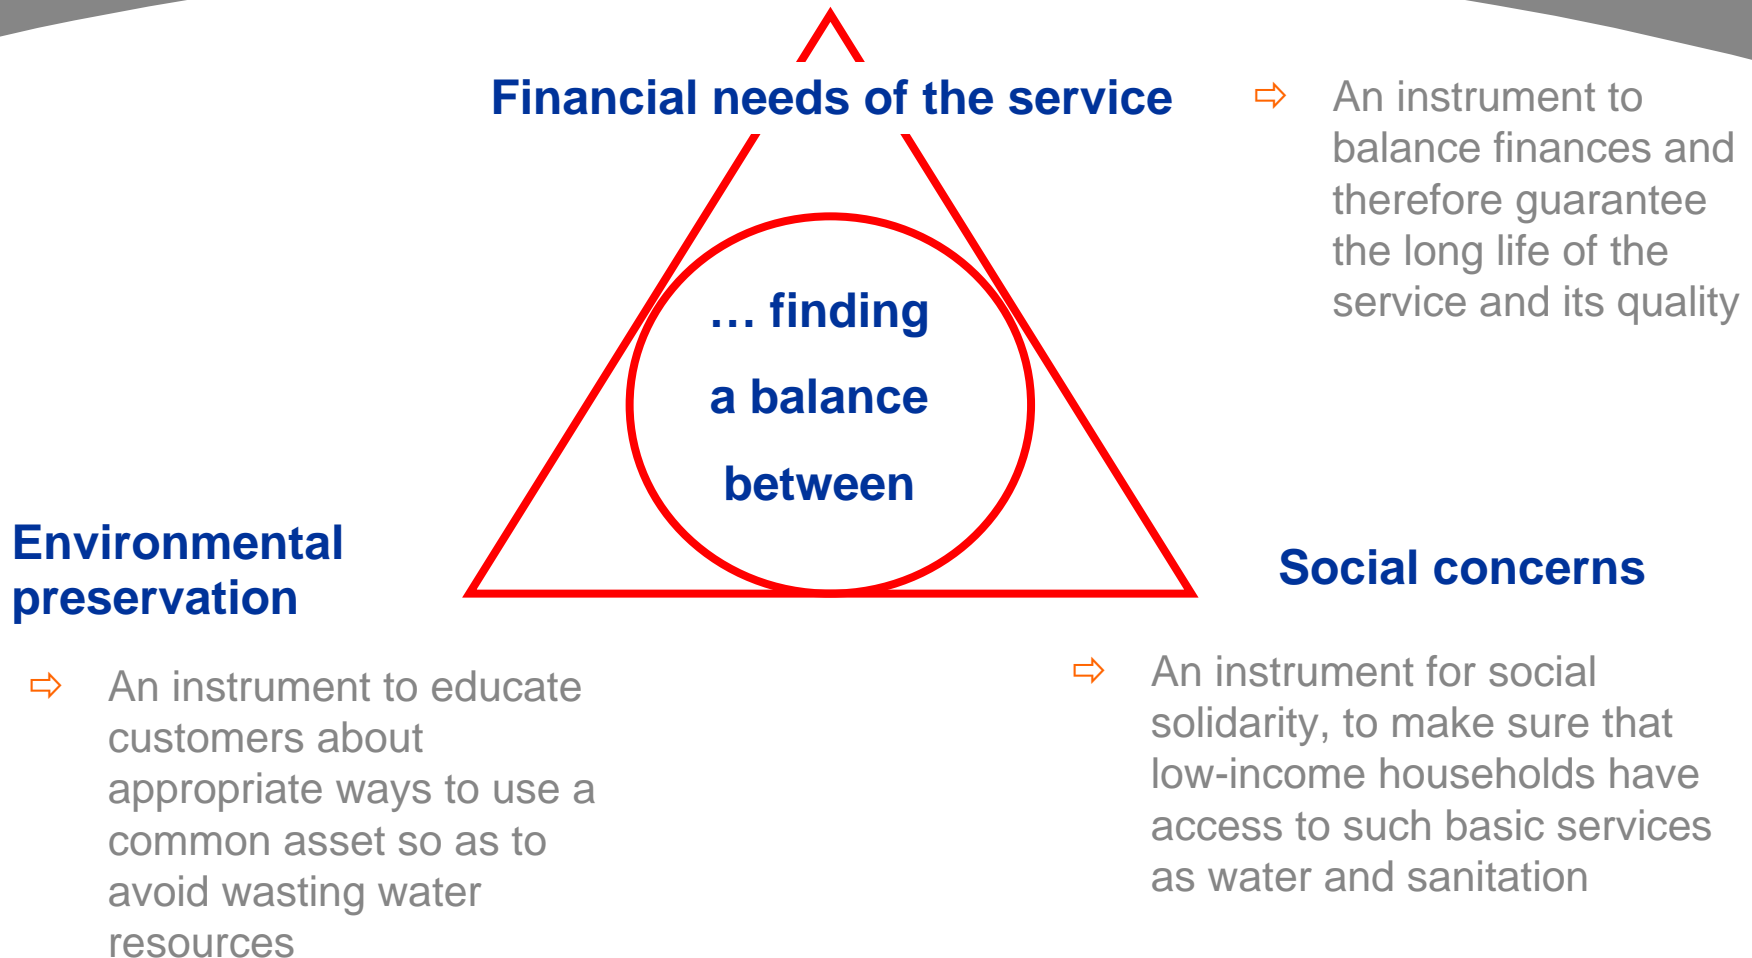 Financial needs of the service
⇨ An instrument to
balance finances and
therefore guarantee
the long life of the
service and its quality
… finding
a balance
between
Environmental
preservation
⇨ An instrument to educate
customers about
appropriate ways to use a
common asset so as to
avoid wasting water
resources
Social concerns
⇨ An instrument for social
solidarity, to make sure that
low-income households have
access to such basic services
as water and sanitation